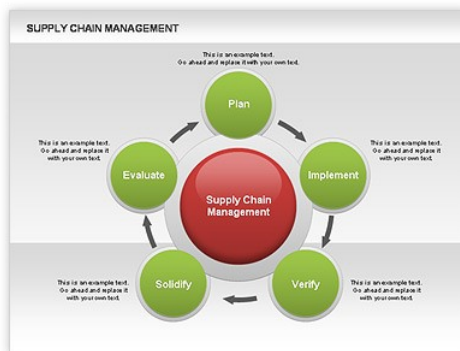 SUPPLY CHAIN MANAGEMENT
This is an example text.
Go ahead and replace it with your own text.
Plan
This is an example text.
Go ahead and replace it
with your own text.
Evaluate
Implement
This is an example text.
Go ahead and replace it
with your own text.
Supply Chain
Management
This is an example text.
Go ahead and replace it
with your own text.
Solidify
Verify
This is an example text.
Go ahead and replace it
with your own text.